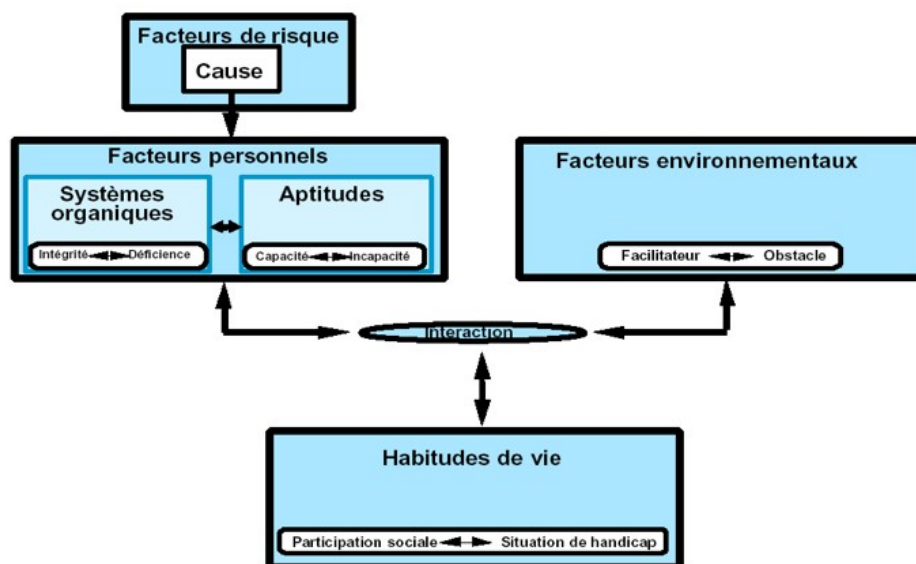 Facteurs de risque
Cause
Facteurs personnels
Systèmes
organiques
Intégrité Déficience
Aptitudes
Capacité Incapacité
Facteurs environnementaux
Facilitateur Obstacle
Interaction
Habitudes de vie
Participation sociale Situation de handicap